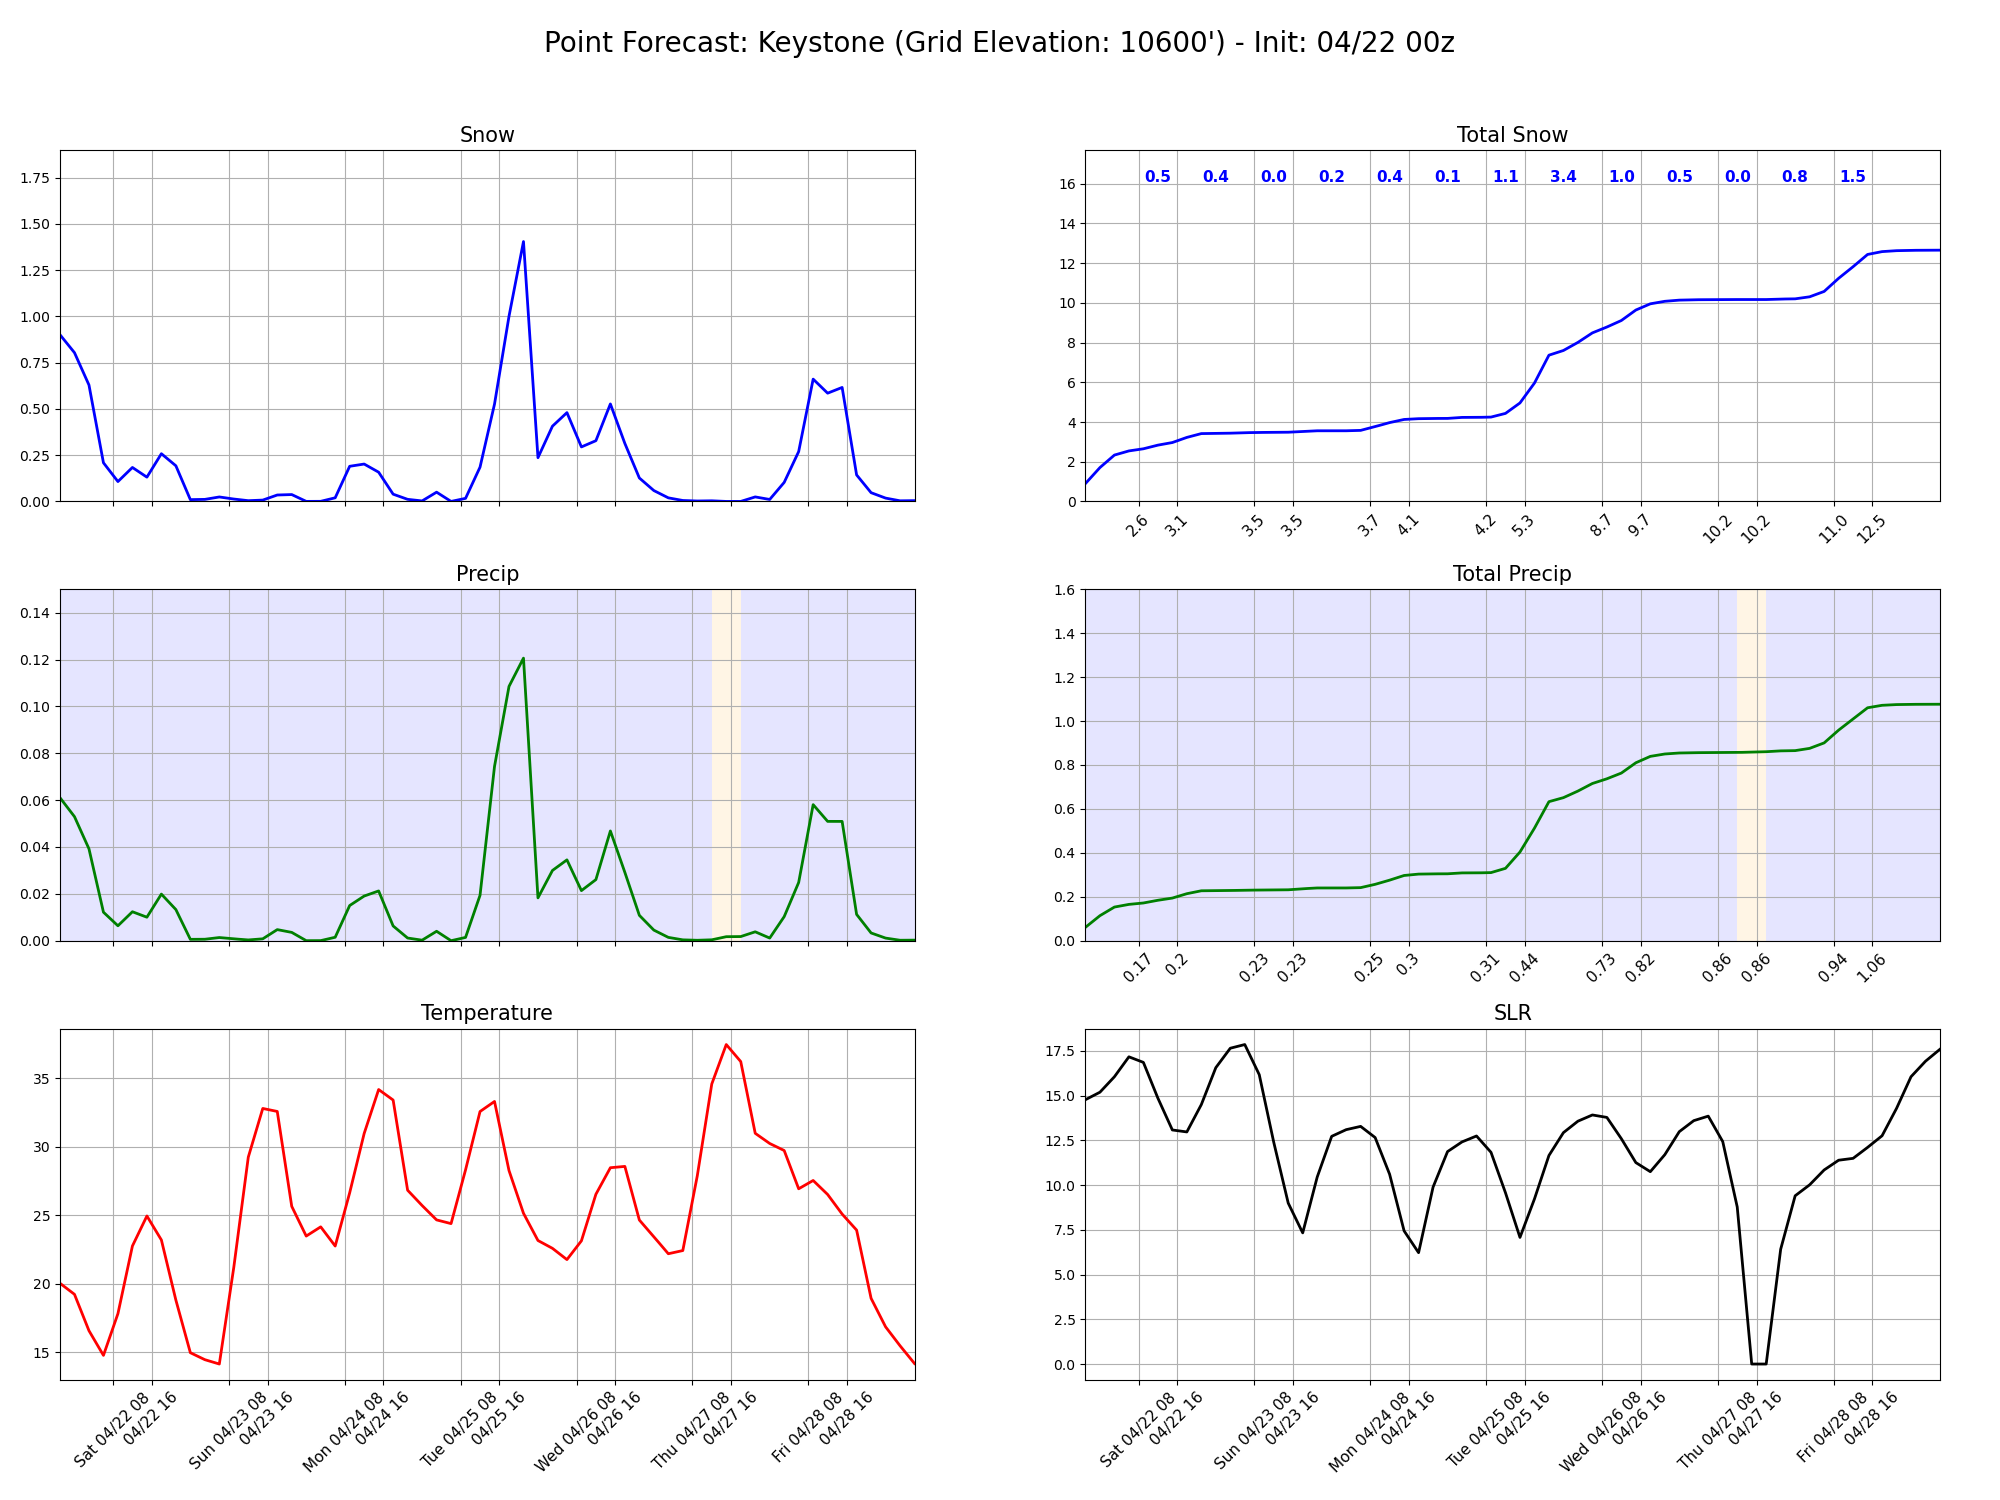 Point Forecast: Keystone (Grid Elevation: 10600') - Init: 04/22 00z
Snow
1.75
1.50
1.25
1.00
0.75
0.50
0.25
0.00
Total Snow
0.5 0.4 0.0 0.2 0.4 0.1 1.1 3.4 1.0 0.5 0.0 0.8 1.5
16
14
12
10
8
6
4
2
0
2.6 3.1 3.5 3.5 3.7 4.1 4.2 5.3 8.7 9.7 10.2 10.2 11.0 12.5
Precip
0.14
0.12
0.10
0.08
0.06
0.04
0.02
0.00
Total Precip
1.6
1.4
1.2
1.0
0.8
0.6
0.4
0.2
0.0
0.17 0.2 0.23 0.23 0.25 0.3 0.31 0.44 0.73 0.82 0.86 0.86 0.94 1.06
Temperature
35
30
25
20
15
Sat 04/22 08
04/22 16
Sun 04/23 08
04/23 16
Mon 04/24 08
04/24 16
Tue 04/25 08
04/25 16
Wed 04/26 08
04/26 16
Thu 04/27 08
04/27 16
Fri 04/28 08
04/28 16
SLR
17.5
15.0
12.5
10.0
7.5
5.0
2.5
0.0
Sat 04/22 08
04/22 16
Sun 04/23 08
04/23 16
Mon 04/24 08
04/24 16
Tue 04/25 08
04/25 16
Wed 04/26 08
04/26 16
Thu 04/27 08
04/27 16
Fri 04/28 08
04/28 16